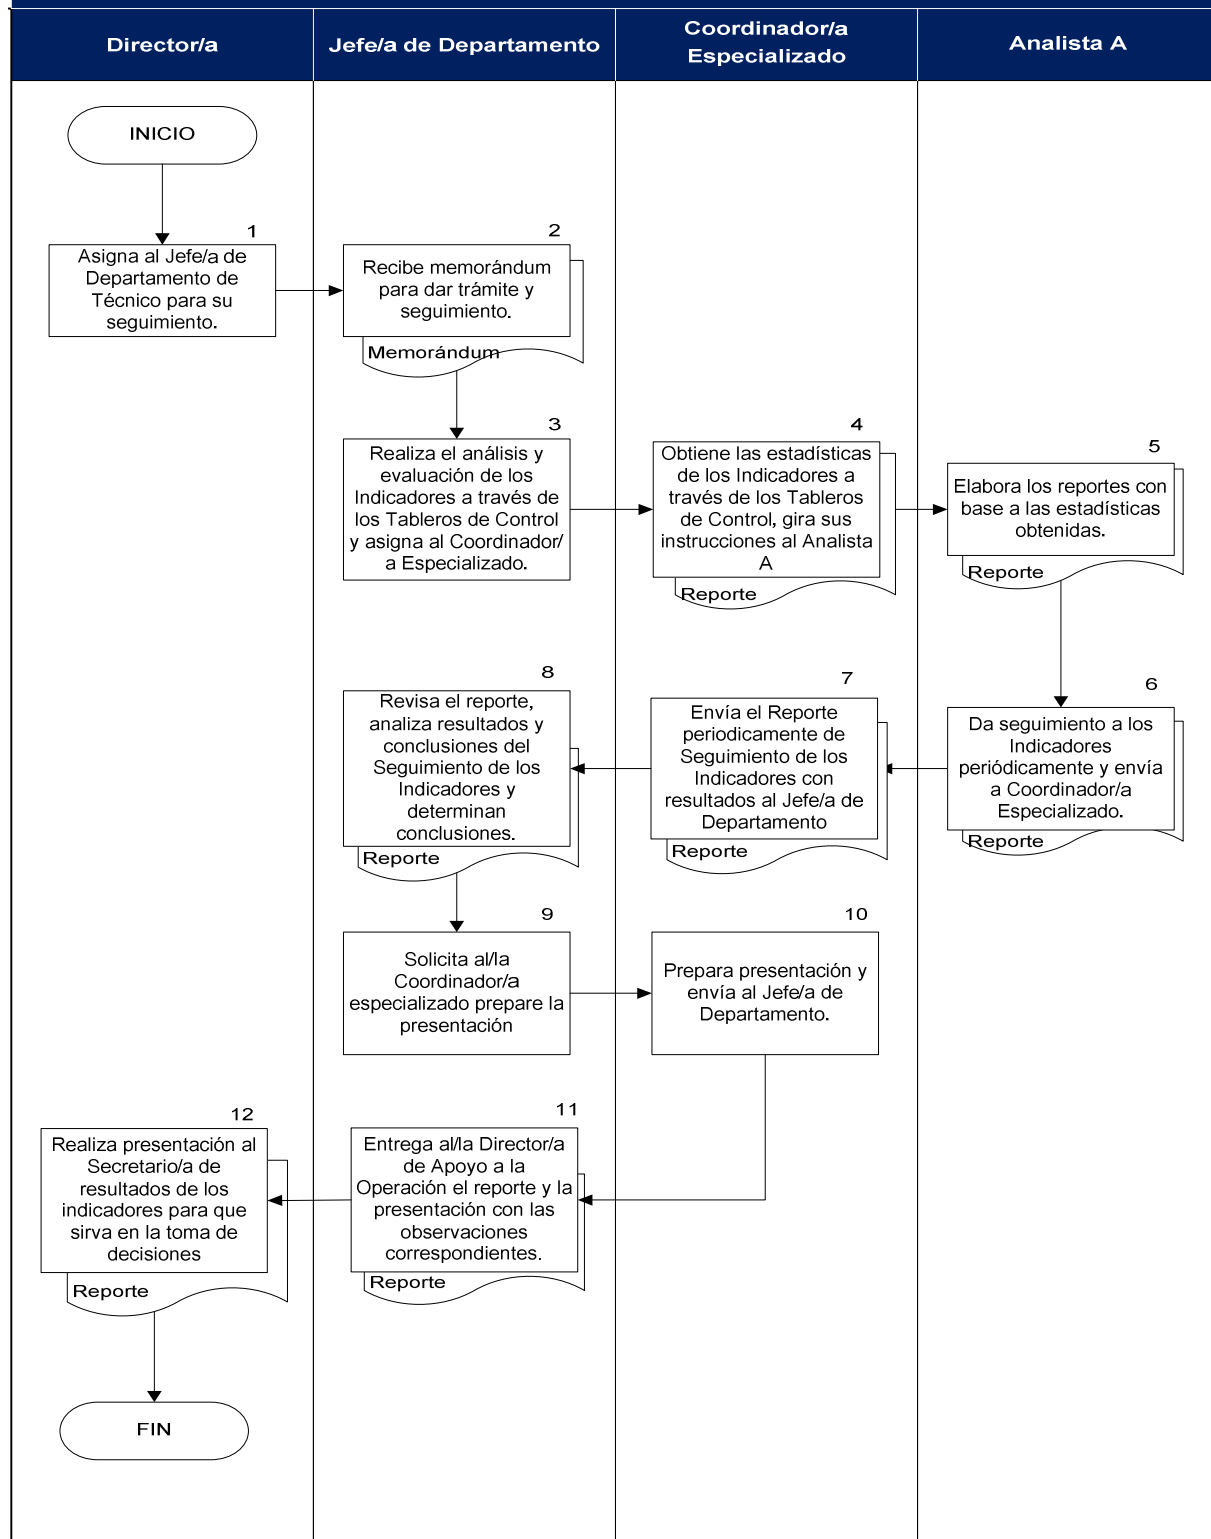 Director/a
Jefe/a de Departamento
Coordinador/a
Especializado
Analista A
INICIO
1
Asigna al Jefe/a de
Departamento de
Técnico para su
seguimiento.
2
Recibe memorándum
para dar trámite y
seguimiento.
Memorándum
3
Realiza el análisis y
evaluación de los
Indicadores a través de
los Tableros de Control
y asigna al Coordinador/
a Especializado.
4
Obtiene las estadísticas
de los Indicadores a
través de los Tableros
de Control, gira sus
instrucciones al Analista
A
Reporte
5
Elabora los reportes con
base a las estadísticas
obtenidas.
Reporte
6
Da seguimiento a los
Indicadores
periódicamente y envía
a Coordinador/a
Especializado.
Reporte
7
Envía el Reporte
periodicamente de
Seguimiento de los
Indicadores con
resultados al Jefe/a de
Departamento
Reporte
8
Revisa el reporte,
analiza resultados y
conclusiones del
Seguimiento de los
Indicadores y
determinan
conclusiones.
Reporte
9
Solicita al/la
Coordinador/a
especializado prepare la
presentación
10
Prepara presentación y
envía al Jefe/a de
Departamento.
11
Entrega al/la Director/a
de Apoyo a la
Operación el reporte y la
presentación con las
observaciones
correspondientes.
Reporte
12
Realiza presentación al
Secretario/a de
resultados de los
indicadores para que
sirva en la toma de
decisiones
Reporte
FIN